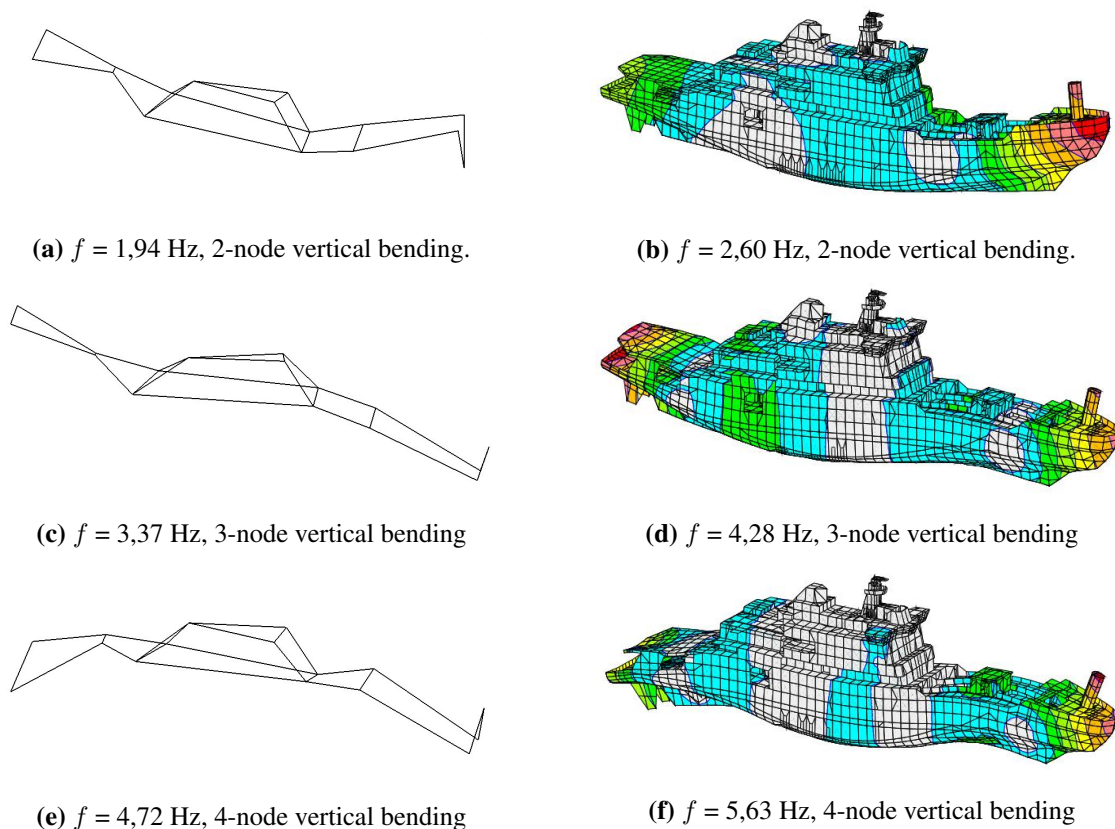 (a) f = 1,94 Hz, 2-node vertical bending.
(b) f = 2,60 Hz, 2-node vertical bending.
(c) f = 3,37 Hz, 3-node vertical bending
(d) f = 4,28 Hz, 3-node vertical bending
(e) f = 4,72 Hz, 4-node vertical bending
(f) f = 5,63 Hz, 4-node vertical bending